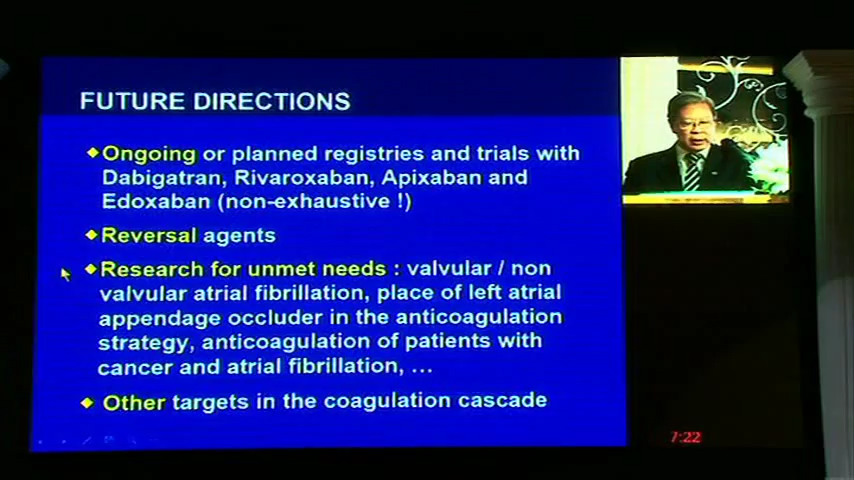 FUTURE DIRECTIONS
Ongoing or planned registries and trials with
Dabigatran, Rivaroxaban, Apixaban and
Edoxaban (non-exhaustive !)
Reversal agents
Research for unmet needs : valvular / non
valvular atrial fibrillation, place of left atrial
appendage occluder in the anticoagulation
strategy, anticoagulation of patients with
cancer and atrial fibrillation, ...
Other targets in the coagulation cascade
7:22